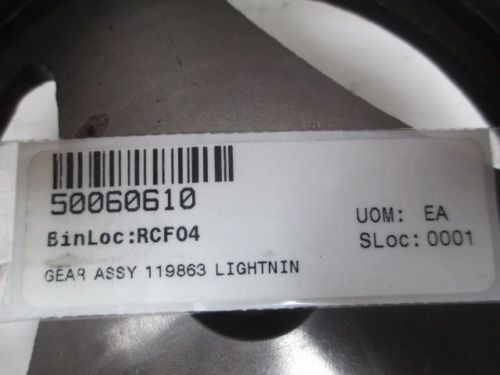 50060610
BinLoc:RCF04
UOM: EA
SLoc:0001
GEAR ASSY 119863 LIGHTNIN